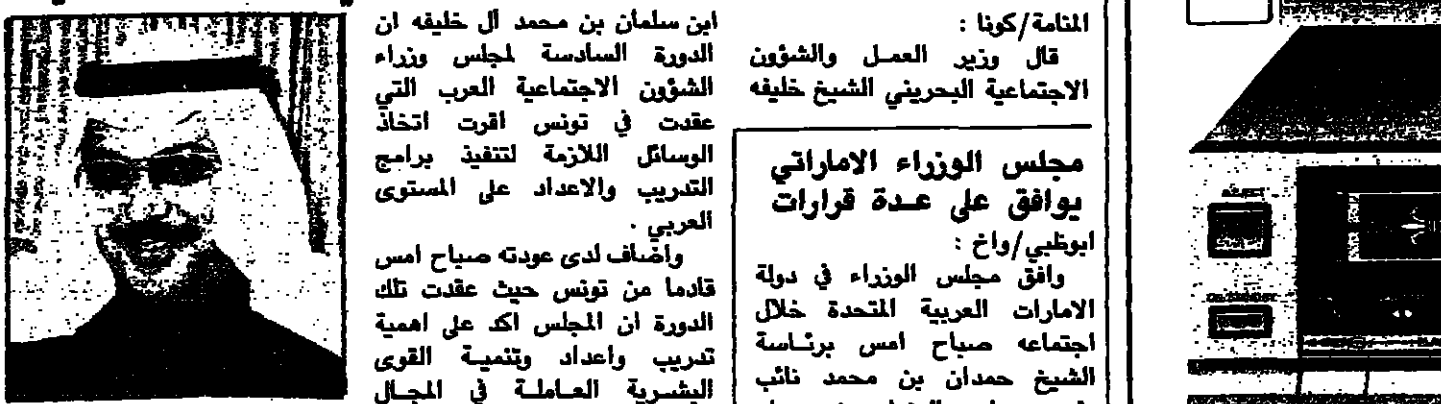 المنامة/كونا :
قال وزير العمل والشؤون
الاجتماعية البحريني الشيخ خليفه
ابن سلمان بن محمد آل خليفه ان
الدورة السادسة لمجلس وزراء
الشؤون الاجتماعية العرب التي
عقدت في تونس اقرت اتخاذ
الوسائل اللازمة لتنفيذ برامج
التدريب والاعداد على المستوى
العربي .
واضاف لدى عودته صباح امس
قادما من تونس حيث عقدت تلك
الدورة ان المجلس اكد على اهمية
تدريب واعداد وتنمية القوى
البشرية العاملة في المجال
مجلس الوزراء الاماراتي
يوافق على عدة قرارات
ابوظبي/واخ :
وافق مجلس الوزراء في دولة
الامارات العربية المتحدة خلال
اجتماعه صباح امس برئاسة
الشيخ حمدان بن محمد نائب